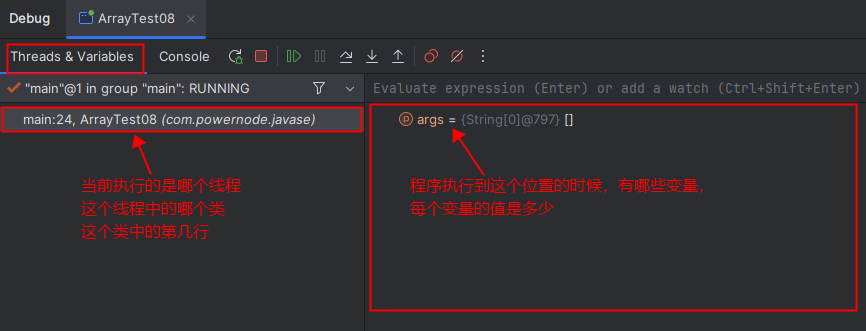 Debug ArrayTest08
Threads & Variables Console
"main"@1 in group "main": RUNNING
Evaluate expression (Enter) or add a watch (Ctrl+Shift+Enter)
main:24, ArrayTest08 (com.powernode.javase)
args = {String[0]@797} []
当前执行的是哪个线程
这个线程中的哪个类
这个类中的第几行
程序执行到这个位置的时候，有哪些变量，
每个变量的值是多少